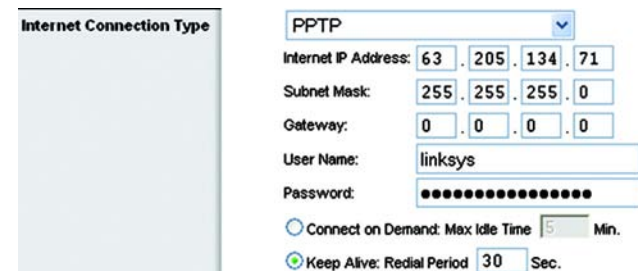 Internet Connection Type
PPTP
Internet IP Address: 63 . 205 . 134 . 71
Subnet Mask: 255 . 255 . 255 . 0
Gateway: 0 . 0 . 0 . 0
User Name: linksys
Password: ●●●●●●●●●●●●●●●●
Connect on Demand: Max Idle Time 5 Min.
Keep Alive: Redial Period 30 Sec.